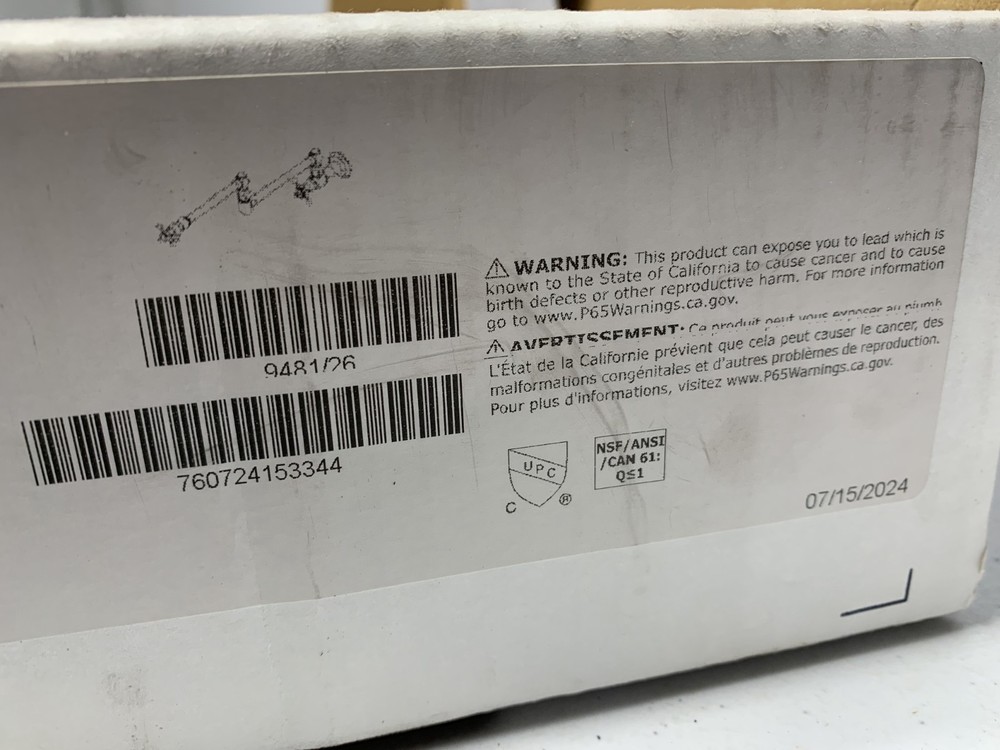 9481/26
760724153344
⚠ WARNING: This product can expose you to lead which is
known to the State of California to cause cancer and to cause
birth defects or other reproductive harm. For more information
go to www.P65Warnings.ca.gov.
⚠ AVERTISSEMENT: Ce produit peut vous exposer au plomb
L'État de la Californie prévient que cela peut causer le cancer, des
malformations congénitales et d'autres problèmes de reproduction.
Pour plus d'informations, visitez www.P65Warnings.ca.gov.
UPC
C ®
NSF/ANSI
/CAN 61:
Q≤1
07/15/2024